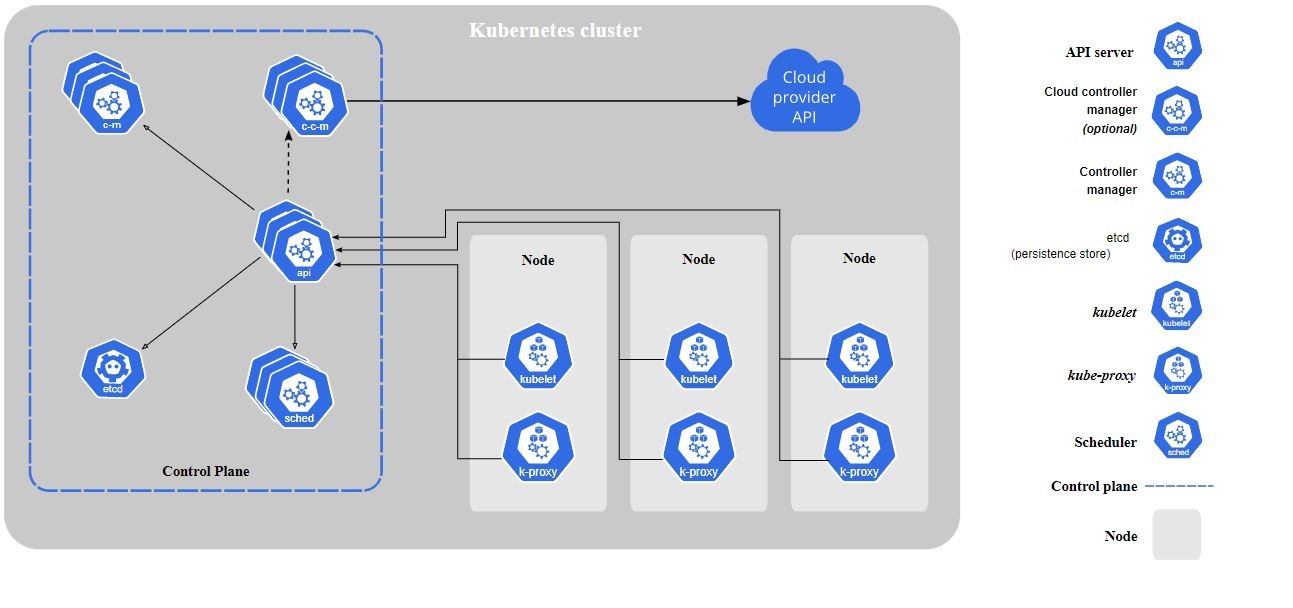 Kubernetes cluster
c-m
c-c-m
Cloud
provider
API
api
etcd
sched
Control Plane
Node
kubelet
k-proxy
Node
kubelet
k-proxy
Node
kubelet
k-proxy
API server
api
Cloud controller
manager
(optional)
c-c-m
Controller
manager
c-m
etcd
(persistence store)
etcd
kubelet
kubelet
kube-proxy
k-proxy
Scheduler
sched
Control plane
Node